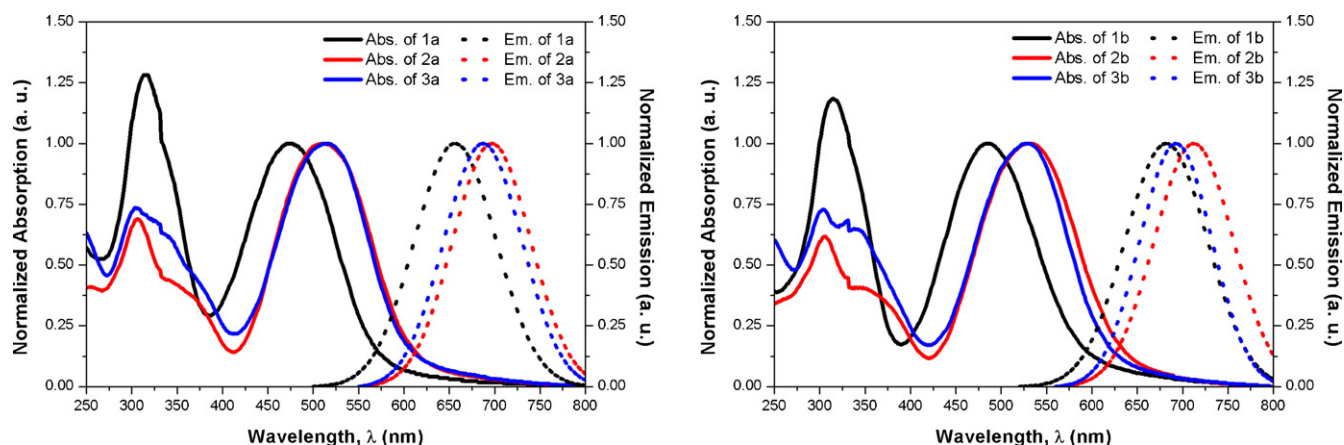 1.50 1.50
Abs. of 1a Em. of 1a
Abs. of 2a Em. of 2a
Abs. of 3a Em. of 3a
1.25 1.25
1.00 1.00
0.75 0.75
0.50 0.50
0.25 0.25
0.00 0.00
250 300 350 400 450 500 550 600 650 700 750 800
Wavelength, λ (nm)
Normalized Absorption (a. u.)
Normalized Emission (a. u.)
1.50 1.50
Abs. of 1b Em. of 1b
Abs. of 2b Em. of 2b
Abs. of 3b Em. of 3b
1.25 1.25
1.00 1.00
0.75 0.75
0.50 0.50
0.25 0.25
0.00 0.00
250 300 350 400 450 500 550 600 650 700 750 800
Wavelength, λ (nm)
Normalized Absorption (a. u.)
Normalized Emission (a. u.)